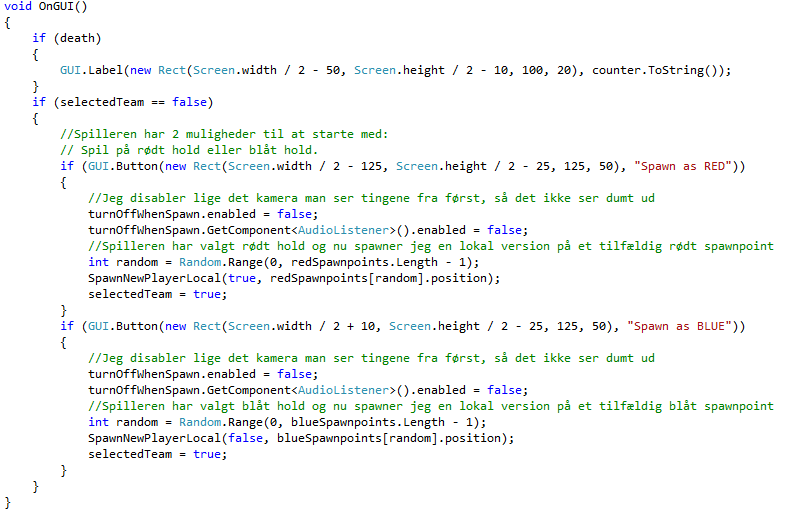 void OnGUI()
{
    if (death)
    {
        GUI.Label(new Rect(Screen.width / 2 - 50, Screen.height / 2 - 10, 100, 20), counter.ToString());
    }
    if (selectedTeam == false)
    {
        //Spilleren har 2 muligheder til at starte med:
        // Spil på rødt hold eller blåt hold.
        if (GUI.Button(new Rect(Screen.width / 2 - 125, Screen.height / 2 - 25, 125, 50), "Spawn as RED"))
        {
            //Jeg disabler lige det kamera man ser tingene fra først, så det ikke ser dumt ud
            turnOffWhenSpawn.enabled = false;
            turnOffWhenSpawn.GetComponent<AudioListener>().enabled = false;
            //Spilleren har valgt rødt hold og nu spawner jeg en lokal version på et tilfældig rødt spawnpoint
            int random = Random.Range(0, redSpawnpoints.Length - 1);
            SpawnNewPlayerLocal(true, redSpawnpoints[random].position);
            selectedTeam = true;
        }
        if (GUI.Button(new Rect(Screen.width / 2 + 10, Screen.height / 2 - 25, 125, 50), "Spawn as BLUE"))
        {
            //Jeg disabler lige det kamera man ser tingene fra først, så det ikke ser dumt ud
            turnOffWhenSpawn.enabled = false;
            turnOffWhenSpawn.GetComponent<AudioListener>().enabled = false;
            //Spilleren har valgt blåt hold og nu spawner jeg en lokal version på et tilfældig blåt spawnpoint
            int random = Random.Range(0, blueSpawnpoints.Length - 1);
            SpawnNewPlayerLocal(false, blueSpawnpoints[random].position);
            selectedTeam = true;
        }
    }
}